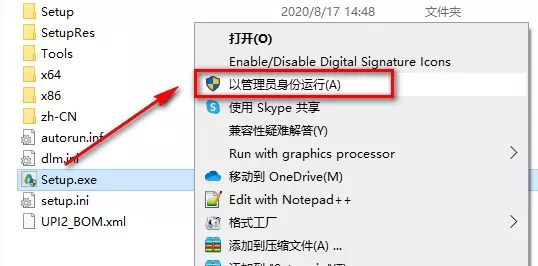 Setup 2020/8/17 14:48 文件夹
SetupRes
Tools
x64
x86
zh-CN
autorun.inf
dlm.ini
Setup.exe
setup.ini
UPI2_BOM.xml
打开(O)
Enable/Disable Digital Signature Icons
以管理员身份运行(A)
使用 Skype 共享
兼容性疑难解答(Y)
Run with graphics processor
移动到 OneDrive(M)
Edit with Notepad++
格式工厂
添加到压缩文件(A) ...